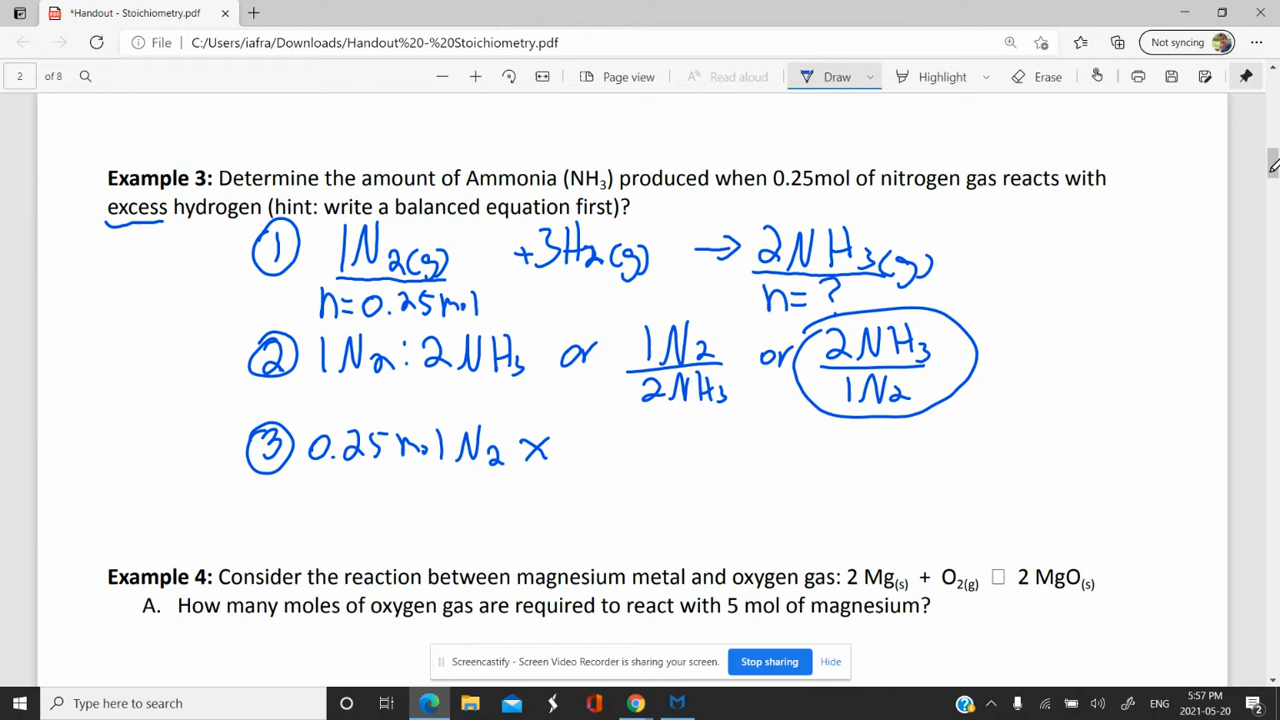 *Handout - Stoichiometry.pdf
File C:/Users/iafra/Downloads/Handout%20-%20Stoichiometry.pdf Not syncing
2 of 8 Page view Read aloud Draw Highlight Erase
Example 3: Determine the amount of Ammonia (NH₃) produced when 0.25mol of nitrogen gas reacts with
excess hydrogen (hint: write a balanced equation first)?
① 1N₂(g) +3H₂(g) → 2NH₃(g)
n=0.25mol n=?
② 1N₂:2NH₃ or 1N₂/2NH₃ or 2NH₃/1N₂
③ 0.25mol N₂ x
Example 4: Consider the reaction between magnesium metal and oxygen gas: 2 Mg₍s₎ + O₂₍g₎ □ 2 MgO₍s₎
A. How many moles of oxygen gas are required to react with 5 mol of magnesium?
Screencastify - Screen Video Recorder is sharing your screen. Stop sharing Hide
Type here to search ENG 5:57 PM
2021-05-20 2